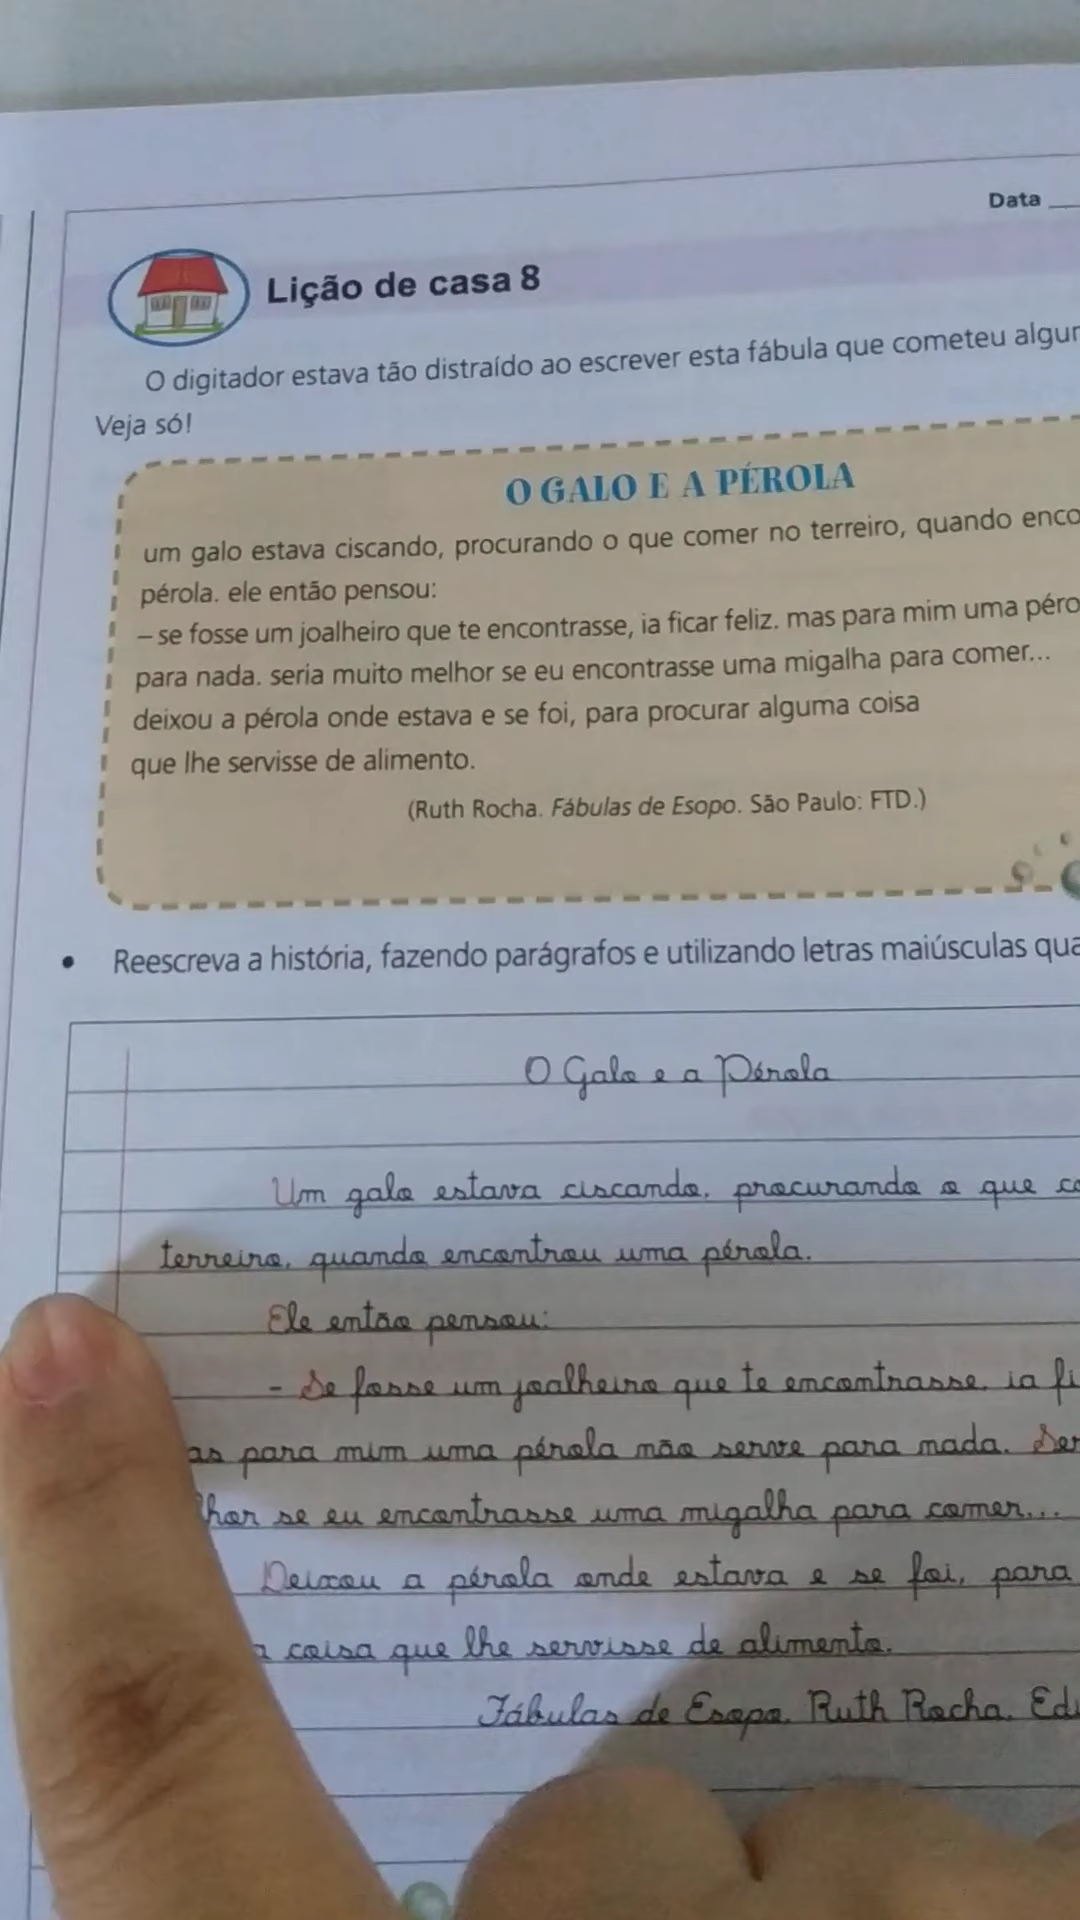 Data
Lição de casa 8
O digitador estava tão distraído ao escrever esta fábula que cometeu
Veja só!
O GALO E A PÉROLA
um galo estava ciscando, procurando o que comer no terreiro, quando
pérola. ele então pensou:
– se fosse um joalheiro que te encontrasse, ia ficar feliz. mas para mim uma
para nada. seria muito melhor se eu encontrasse uma migalha para comer...
deixou a pérola onde estava e se foi, para procurar alguma coisa
que lhe servisse de alimento.
(Ruth Rocha. Fábulas de Esopo. São Paulo: FTD.)
• Reescreva a história, fazendo parágrafos e utilizando letras maiúsculas
O Galo e a Pérola
Um galo estava ciscando, procurando o que
terreiro, quando encontrou uma pérola.
Ele então pensou:
- Se fosse um joalheiro que te encontrasse, ia
para mim uma pérola não serve para nada.
se eu encontrasse uma migalha para comer...
Deixou a pérola onde estava e se foi, para
coisa que lhe servisse de alimento.
Fábulas de Esopo. Ruth Rocha.